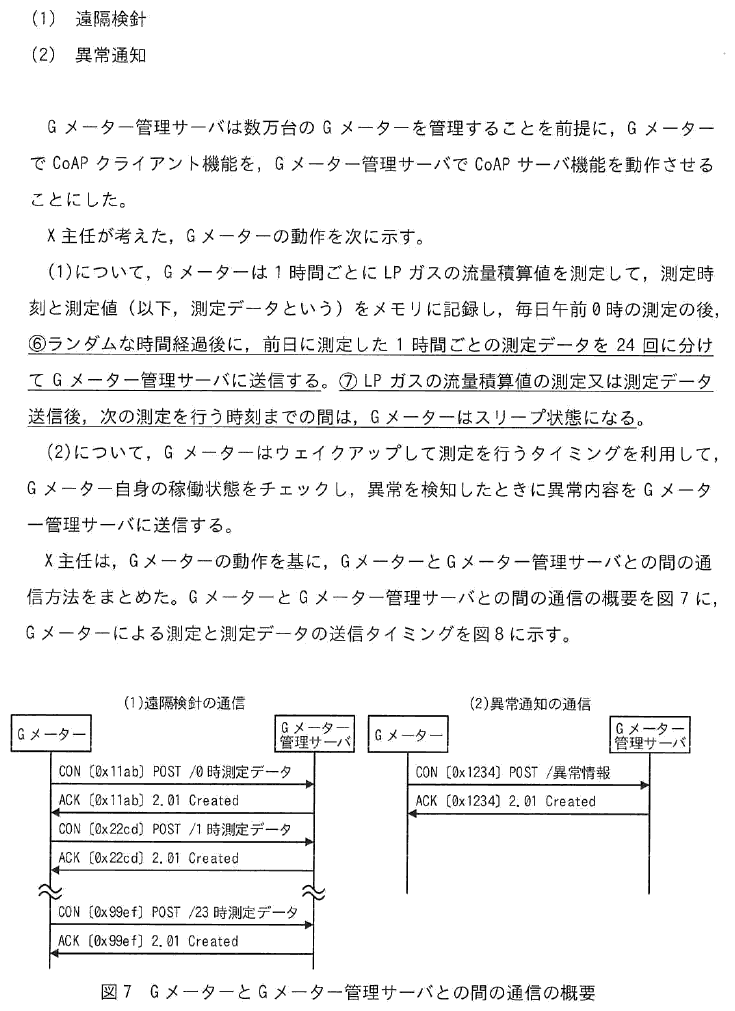 (1) 遠隔検針
(2) 異常通知
Gメーター管理サーバは数万台のGメーターを管理することを前提に，Gメーター
でCoAPクライアント機能を，Gメーター管理サーバでCoAPサーバ機能を動作させる
ことにした。
X主任が考えた，Gメーターの動作を次に示す。
(1)について，Gメーターは1時間ごとにLPガスの流量積算値を測定して，測定時
刻と測定値（以下，測定データという）をメモリに記録し，毎日午前0時の測定の後，
⑥ランダムな時間経過後に，前日に測定した1時間ごとの測定データを24回に分け
てGメーター管理サーバに送信する。⑦LPガスの流量積算値の測定又は測定データ
送信後，次の測定を行う時刻までの間は，Gメーターはスリープ状態になる。
(2)について，Gメーターはウェイクアップして測定を行うタイミングを利用して，
Gメーター自身の稼働状態をチェックし，異常を検知したときに異常内容をGメータ
ー管理サーバに送信する。
X主任は，Gメーターの動作を基に，GメーターとGメーター管理サーバとの間の通
信方法をまとめた。GメーターとGメーター管理サーバとの間の通信の概要を図7に，
Gメーターによる測定と測定データの送信タイミングを図8に示す。
(1)遠隔検針の通信
Gメーター
Gメーター
管理サーバ
CON〔0x11ab〕POST /0時測定データ
ACK〔0x11ab〕2.01 Created
CON〔0x22cd〕POST /1時測定データ
ACK〔0x22cd〕2.01 Created
CON〔0x99ef〕POST /23時測定データ
ACK〔0x99ef〕2.01 Created
(2)異常通知の通信
Gメーター
Gメーター
管理サーバ
CON〔0x1234〕POST /異常情報
ACK〔0x1234〕2.01 Created
図7 GメーターとGメーター管理サーバとの間の通信の概要